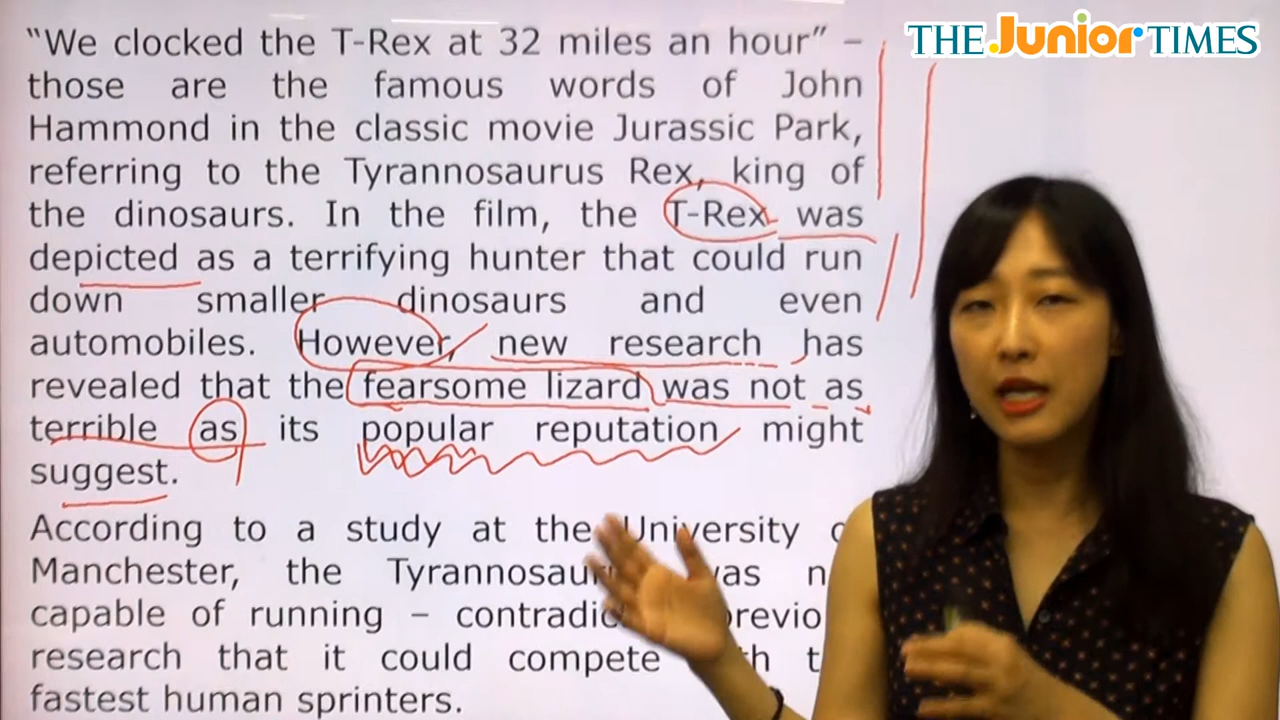 THE Junior TIMES
“We clocked the T-Rex at 32 miles an hour” –
those are the famous words of John
Hammond in the classic movie Jurassic Park,
referring to the Tyrannosaurus Rex, king of
the dinosaurs. In the film, the T-Rex was
depicted as a terrifying hunter that could run
down smaller dinosaurs and even
automobiles. However, new research has
revealed that the fearsome lizard was not as
terrible as its popular reputation might
suggest.
According to a study at the University
Manchester, the was
capable of running –
research that it could compete
fastest human sprinters.